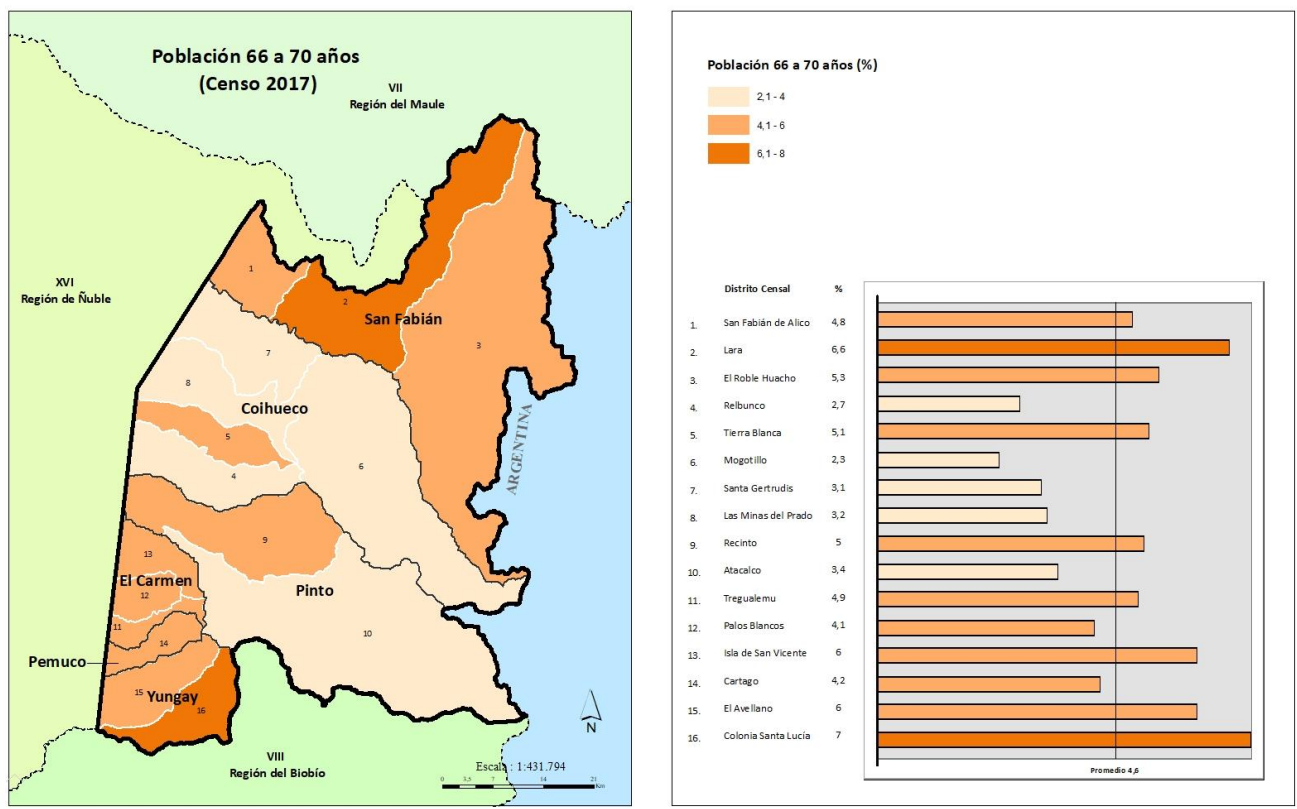 Población 66 a 70 años
(Censo 2017)
VII
Región del Maule
XVI
Región de Ñuble
1
2
San Fabián
3
7
8
Coihueco
5
6
4
ARGENTINA
9
13
El Carmen
12
Pinto
11
10
14
Pemuco
15
Yungay
16
N
VIII
Región del Biobío
Escala : 1:431.794
0 3,5 7 14 21
Km
Población 66 a 70 años (%)
2,1 - 4
4,1 - 6
6,1 - 8
Distrito Censal %
1. San Fabián de Alico 4,8
2. Lara 6,6
3. El Roble Huacho 5,3
4. Relbunco 2,7
5. Tierra Blanca 5,1
6. Mogotillo 2,3
7. Santa Gertrudis 3,1
8. Las Minas del Prado 3,2
9. Recinto 5
10. Atacalco 3,4
11. Tregualemu 4,9
12. Palos Blancos 4,1
13. Isla de San Vicente 6
14. Cartago 4,2
15. El Avellano 6
16. Colonia Santa Lucía 7
Promedio 4,6